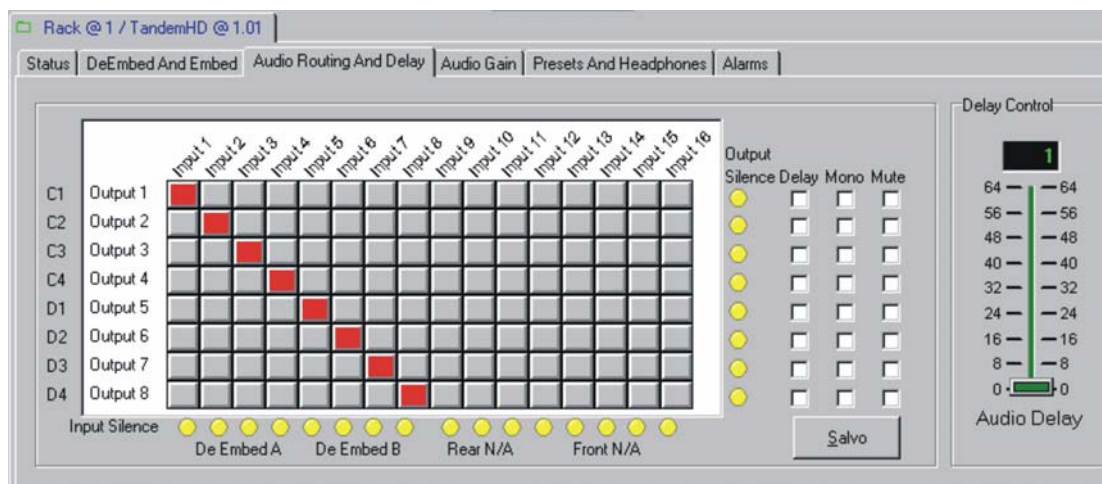 Rack @ 1 / TandemHD @ 1.01
Status DeEmbed And Embed Audio Routing And Delay Audio Gain Presets And Headphones Alarms
Input 1 Input 2 Input 3 Input 4 Input 5 Input 6 Input 7 Input 8 Input 9 Input 10 Input 11 Input 12 Input 13 Input 14 Input 15 Input 16
Output
Silence Delay Mono Mute
C1 Output 1
C2 Output 2
C3 Output 3
C4 Output 4
D1 Output 5
D2 Output 6
D3 Output 7
D4 Output 8
Input Silence
De Embed A De Embed B Rear N/A Front N/A
Salvo
Delay Control
1
64 64
56 56
48 48
40 40
32 32
24 24
16 16
8 8
0 0
Audio Delay